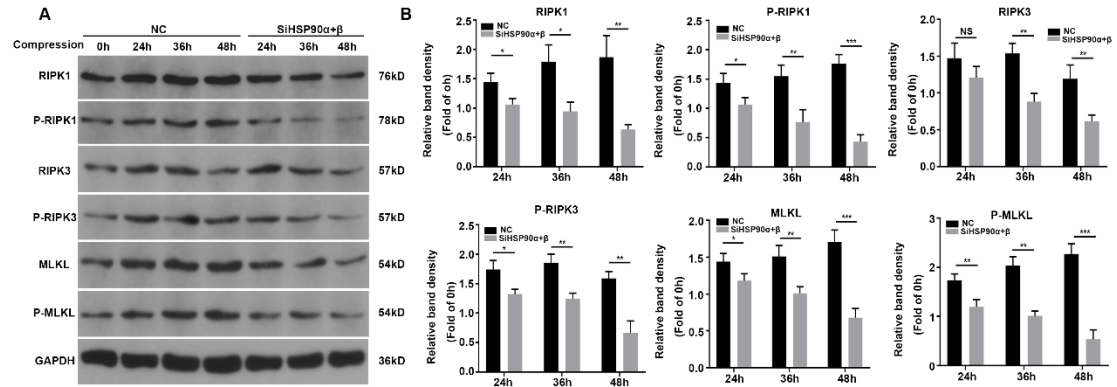 A
NC
SiHSP90α+β
Compression 0h 24h 36h 48h 24h 36h 48h
RIPK1 76kD
P-RIPK1 78kD
RIPK3 57kD
P-RIPK3 57kD
MLKL 54kD
P-MLKL 54kD
GAPDH 36kD
B
RIPK1
Relative band density
(Fold of 0h)
2.5
2.0
1.5
1.0
0.5
0.0
NC
SiHSP90α+β
*
*
**
24h 36h 48h
P-RIPK1
Relative band density
(Fold of 0h)
2.5
2.0
1.5
1.0
0.5
0.0
NC
SiHSP90α+β
*
**
***
24h 36h 48h
RIPK3
Relative band density
(Fold of 0h)
2.0
1.5
1.0
0.5
0.0
NC
SiHSP90α+β
NS
**
**
24h 36h 48h
P-RIPK3
Relative band density
(Fold of 0h)
2.5
2.0
1.5
1.0
0.5
0.0
NC
SiHSP90α+β
*
**
**
24h 36h 48h
MLKL
Relative band density
(Fold of 0h)
2.0
1.5
1.0
0.5
0.0
NC
SiHSP90α+β
*
**
***
24h 36h 48h
P-MLKL
Relative band density
(Fold of 0h)
3
2
1
0
NC
SiHSP90α+β
**
**
***
24h 36h 48h